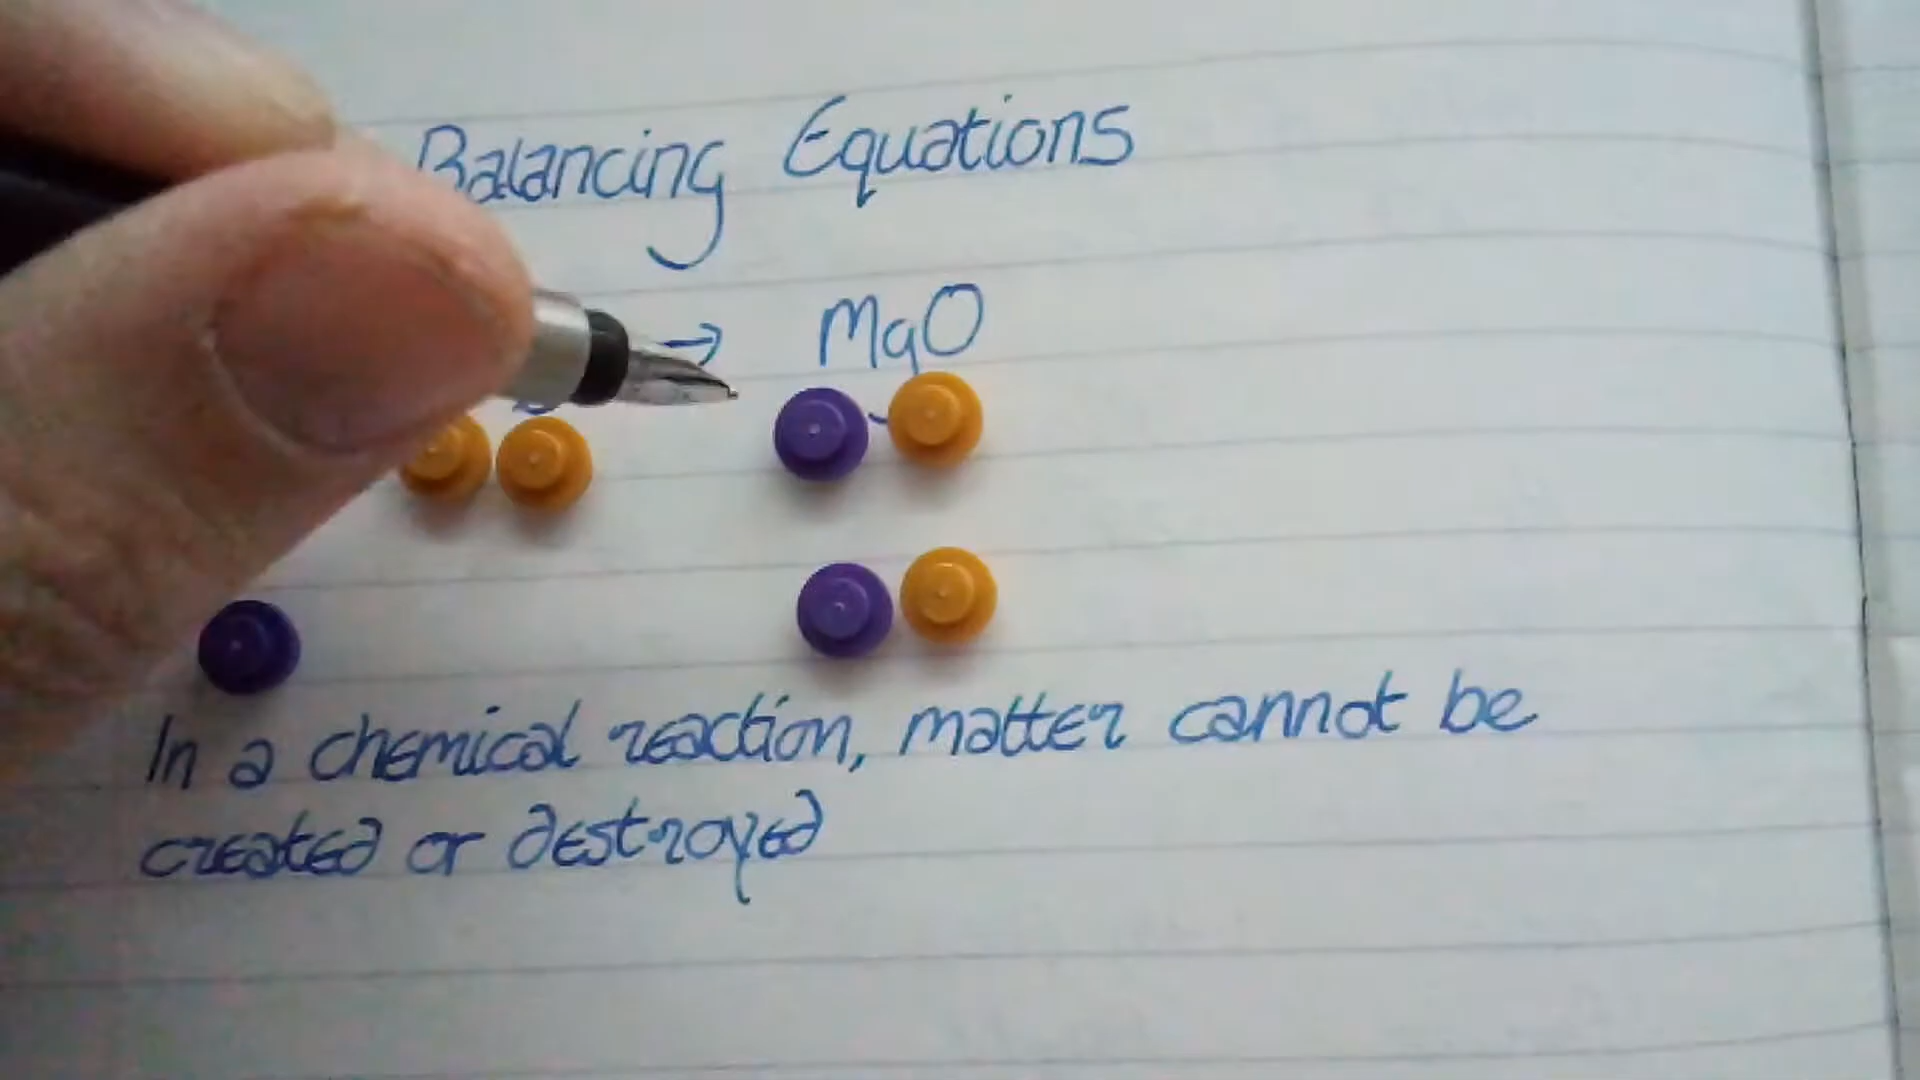 Balancing Equations
→ MgO
In a chemical reaction, matter cannot be
created or destroyed